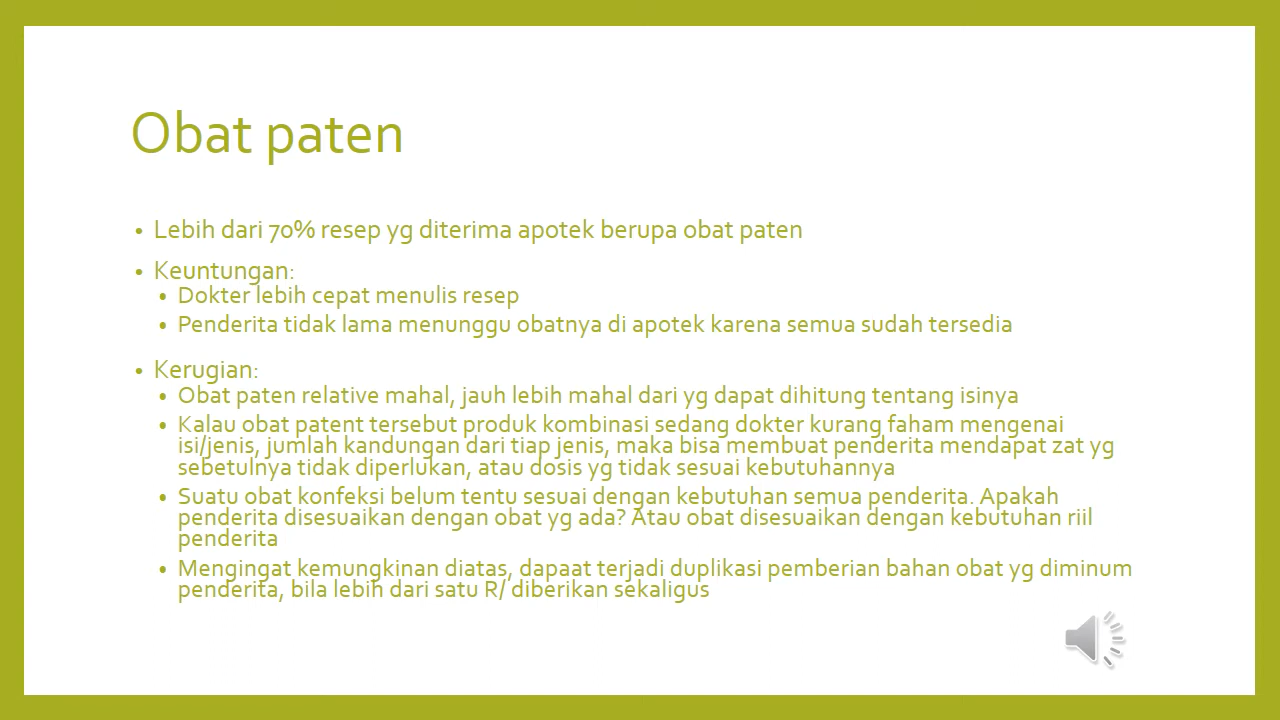 Obat paten
• Lebih dari 70% resep yg diterima apotek berupa obat paten
• Keuntungan:
• Dokter lebih cepat menulis resep
• Penderita tidak lama menunggu obatnya di apotek karena semua sudah tersedia
• Kerugian:
• Obat paten relative mahal, jauh lebih mahal dari yg dapat dihitung tentang isinya
• Kalau obat patent tersebut produk kombinasi sedang dokter kurang faham mengenai
isi/jenis, jumlah kandungan dari tiap jenis, maka bisa membuat penderita mendapat zat yg
sebetulnya tidak diperlukan, atau dosis yg tidak sesuai kebutuhannya
• Suatu obat konfeksi belum tentu sesuai dengan kebutuhan semua penderita. Apakah
penderita disesuaikan dengan obat yg ada? Atau obat disesuaikan dengan kebutuhan riil
penderita
• Mengingat kemungkinan diatas, dapaat terjadi duplikasi pemberian bahan obat yg diminum
penderita, bila lebih dari satu R/ diberikan sekaligus